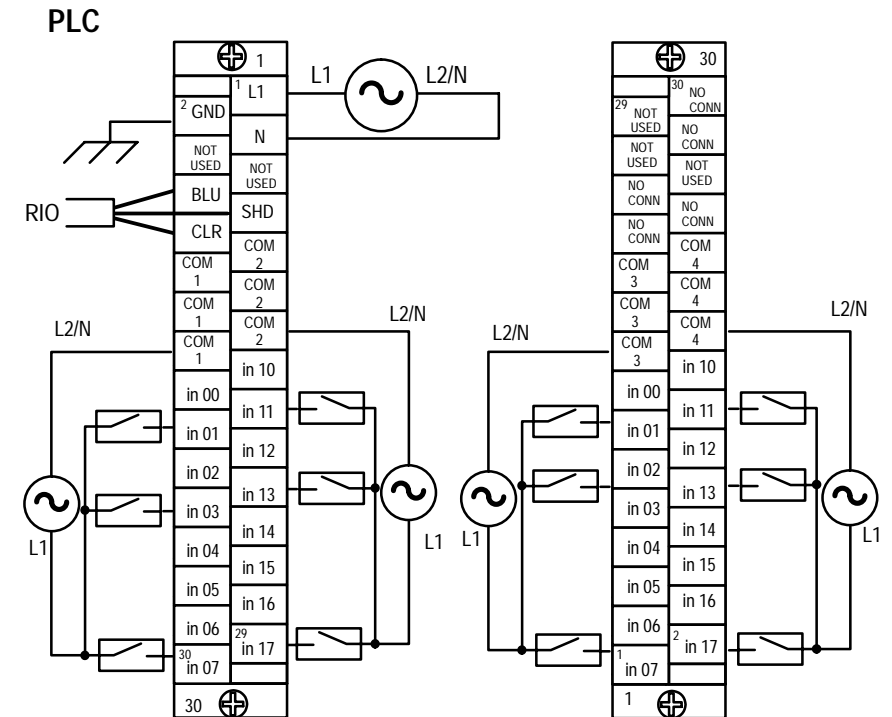 PLC
1
1 L1
L1
L2/N
2 GND
N
NOT USED
NOT USED
BLU
SHD
RIO
CLR
COM 2
COM 1
COM 2
COM 1
COM 2
COM 1
L2/N
L2/N
in 10
in 00
in 11
in 01
in 12
in 02
in 13
in 03
in 14
in 04
in 15
in 05
in 16
in 06
29 in 17
30 in 07
L1
L1
30
30
30 NO CONN
29 NOT USED
NO CONN
NOT USED
NOT USED
NO CONN
NO CONN
NO CONN
COM 4
COM 3
COM 4
COM 3
COM 4
COM 3
L2/N
L2/N
in 10
in 00
in 11
in 01
in 12
in 02
in 13
in 03
in 14
in 04
in 15
in 05
in 16
in 06
2 in 17
1 in 07
L1
L1
1